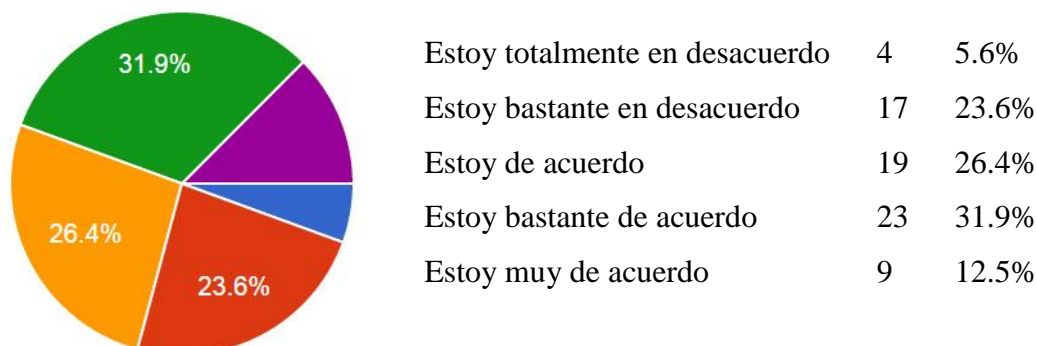 31.9%
26.4%
23.6%
Estoy totalmente en desacuerdo 4 5.6%
Estoy bastante en desacuerdo 17 23.6%
Estoy de acuerdo 19 26.4%
Estoy bastante de acuerdo 23 31.9%
Estoy muy de acuerdo 9 12.5%